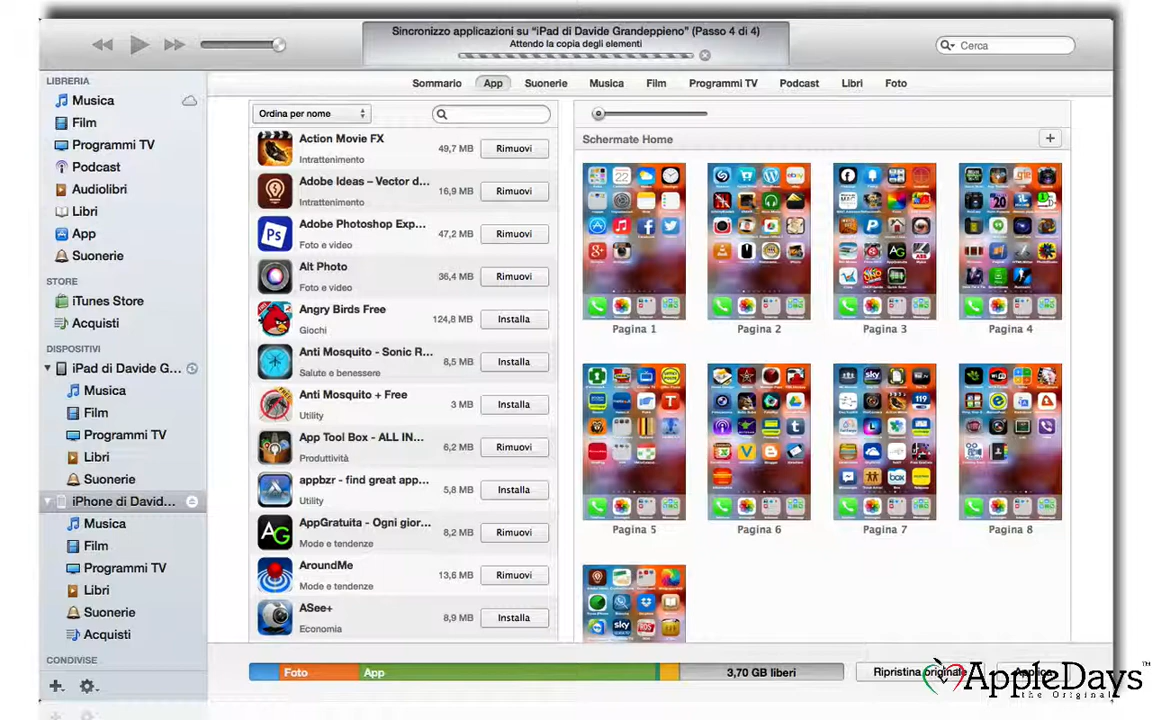 Sincronizzo applicazioni su “iPad di Davide Grandeppieno” (Passo 4 di 4)
Attendo la copia degli elementi
Cerca
Sommario App Suonerie Musica Film Programmi TV Podcast Libri Foto
LIBRERIA
Musica
Film
Programmi TV
Podcast
Audiolibri
Libri
App
Suonerie
STORE
iTunes Store
Acquisti
DISPOSITIVI
iPad di Davide G...
Musica
Film
Programmi TV
Libri
Suonerie
iPhone di David...
Musica
Film
Programmi TV
Libri
Suonerie
Acquisti
CONDIVISE
Ordina per nome
Action Movie FX
Intrattenimento
49,7 MB Rimuovi
Adobe Ideas – Vector d...
Intrattenimento
16,9 MB Rimuovi
Adobe Photoshop Exp...
Foto e video
47,2 MB Rimuovi
Alt Photo
Foto e video
36,4 MB Rimuovi
Angry Birds Free
Giochi
124,8 MB Installa
Anti Mosquito - Sonic R...
Salute e benessere
8,5 MB Installa
Anti Mosquito + Free
Utility
3 MB Installa
App Tool Box - ALL IN...
Produttività
6,2 MB Rimuovi
appbzr - find great app...
Utility
5,8 MB Installa
AppGratuita - Ogni gior...
Mode e tendenze
8,2 MB Rimuovi
AroundMe
Mode e tendenze
13,6 MB Rimuovi
ASee+
Economia
8,9 MB Installa
Schermate Home
Pagina 1 Pagina 2 Pagina 3 Pagina 4
Pagina 5 Pagina 6 Pagina 7 Pagina 8
Foto App 3,70 GB liberi
Ripristina originale Applica
AppleDays™
the Original